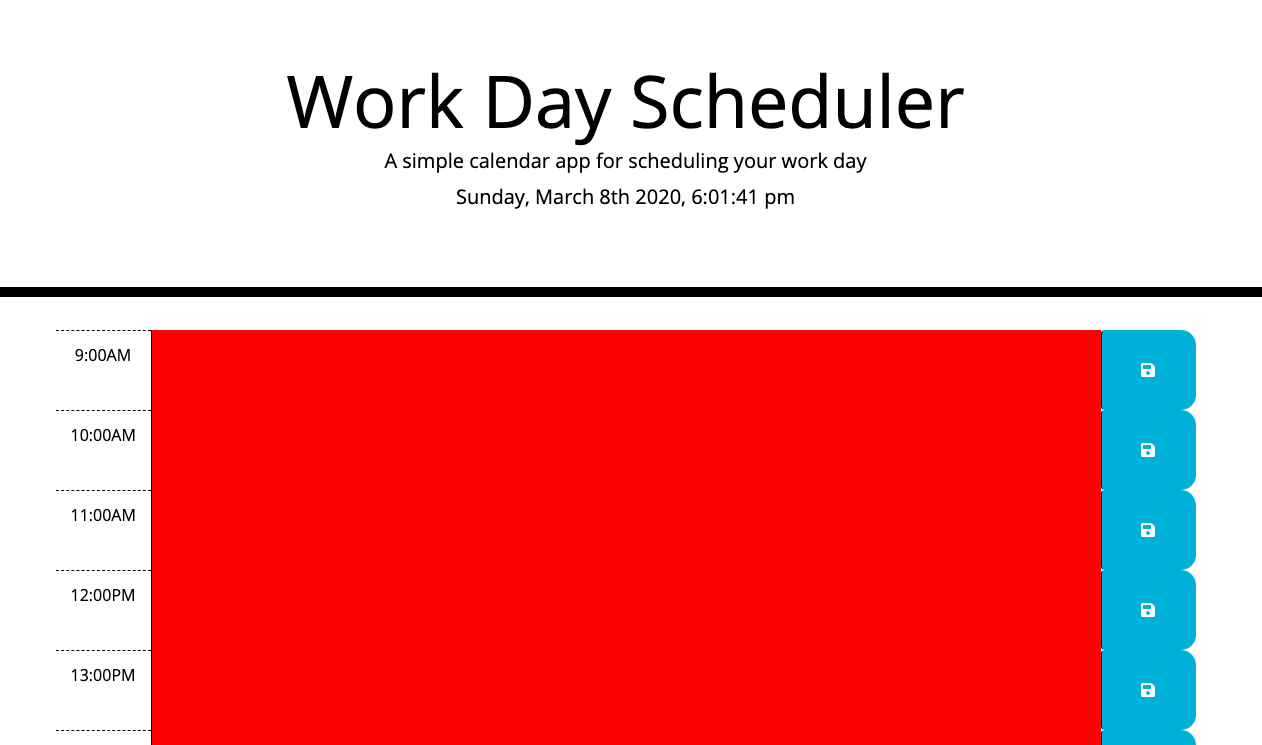 Work Day Scheduler
A simple calendar app for scheduling your work day
Sunday, March 8th 2020, 6:01:41 pm
9:00AM
10:00AM
11:00AM
12:00PM
13:00PM